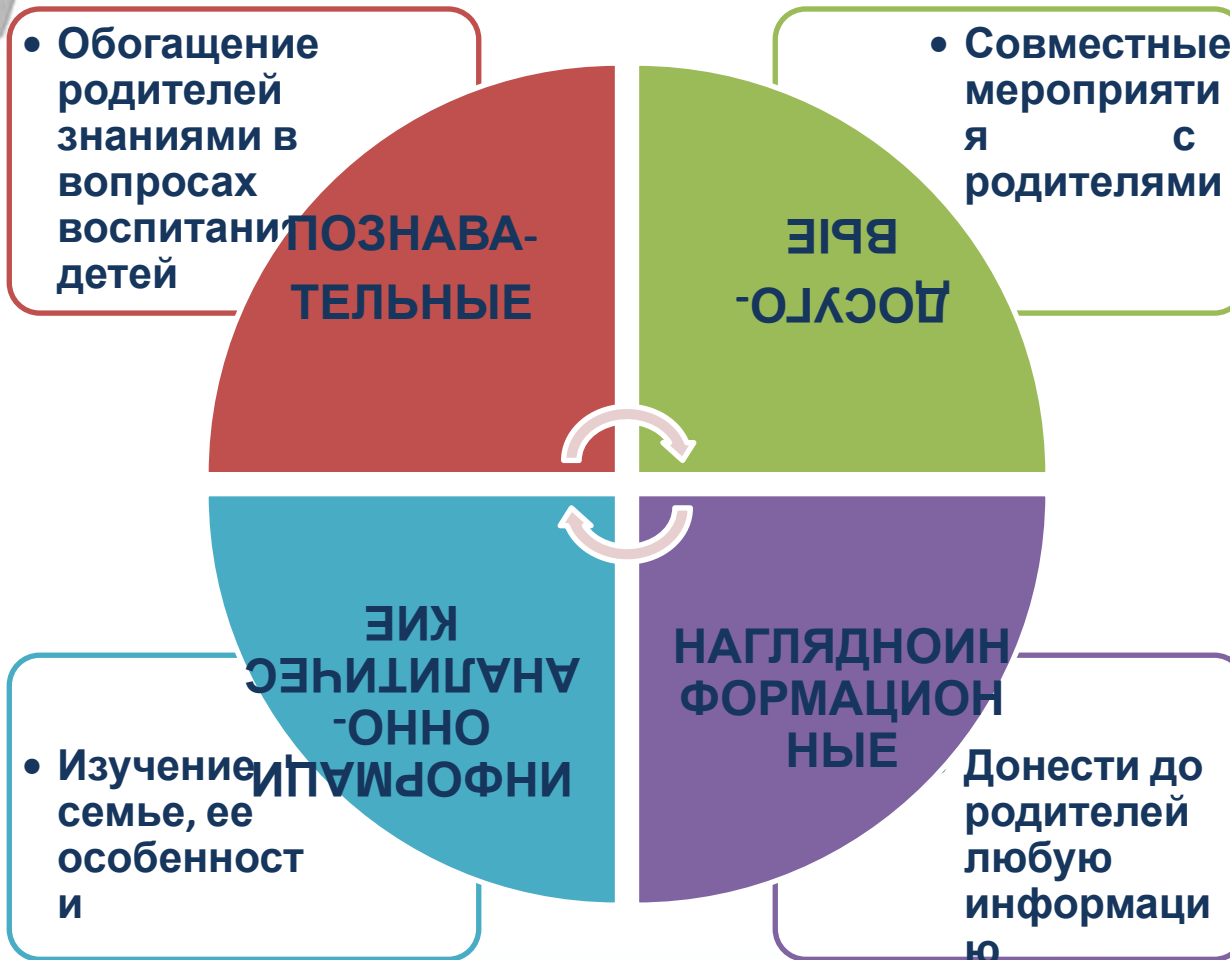 • Обогащение
родителей
знаниями в
вопросах
воспитания
детей
ПОЗНАВА-
ТЕЛЬНЫЕ
• Совместные
мероприяти
я с
родителями
ДОСУГО-
ВЫЕ
• Изучение
семье, ее
особенност
и
ИНФОРМАЦИ
ОННО-
АНАЛИТИЧЕС
КИЕ
НАГЛЯДНОИН
ФОРМАЦИОН
НЫЕ
Донести до
родителей
любую
информаци
ю